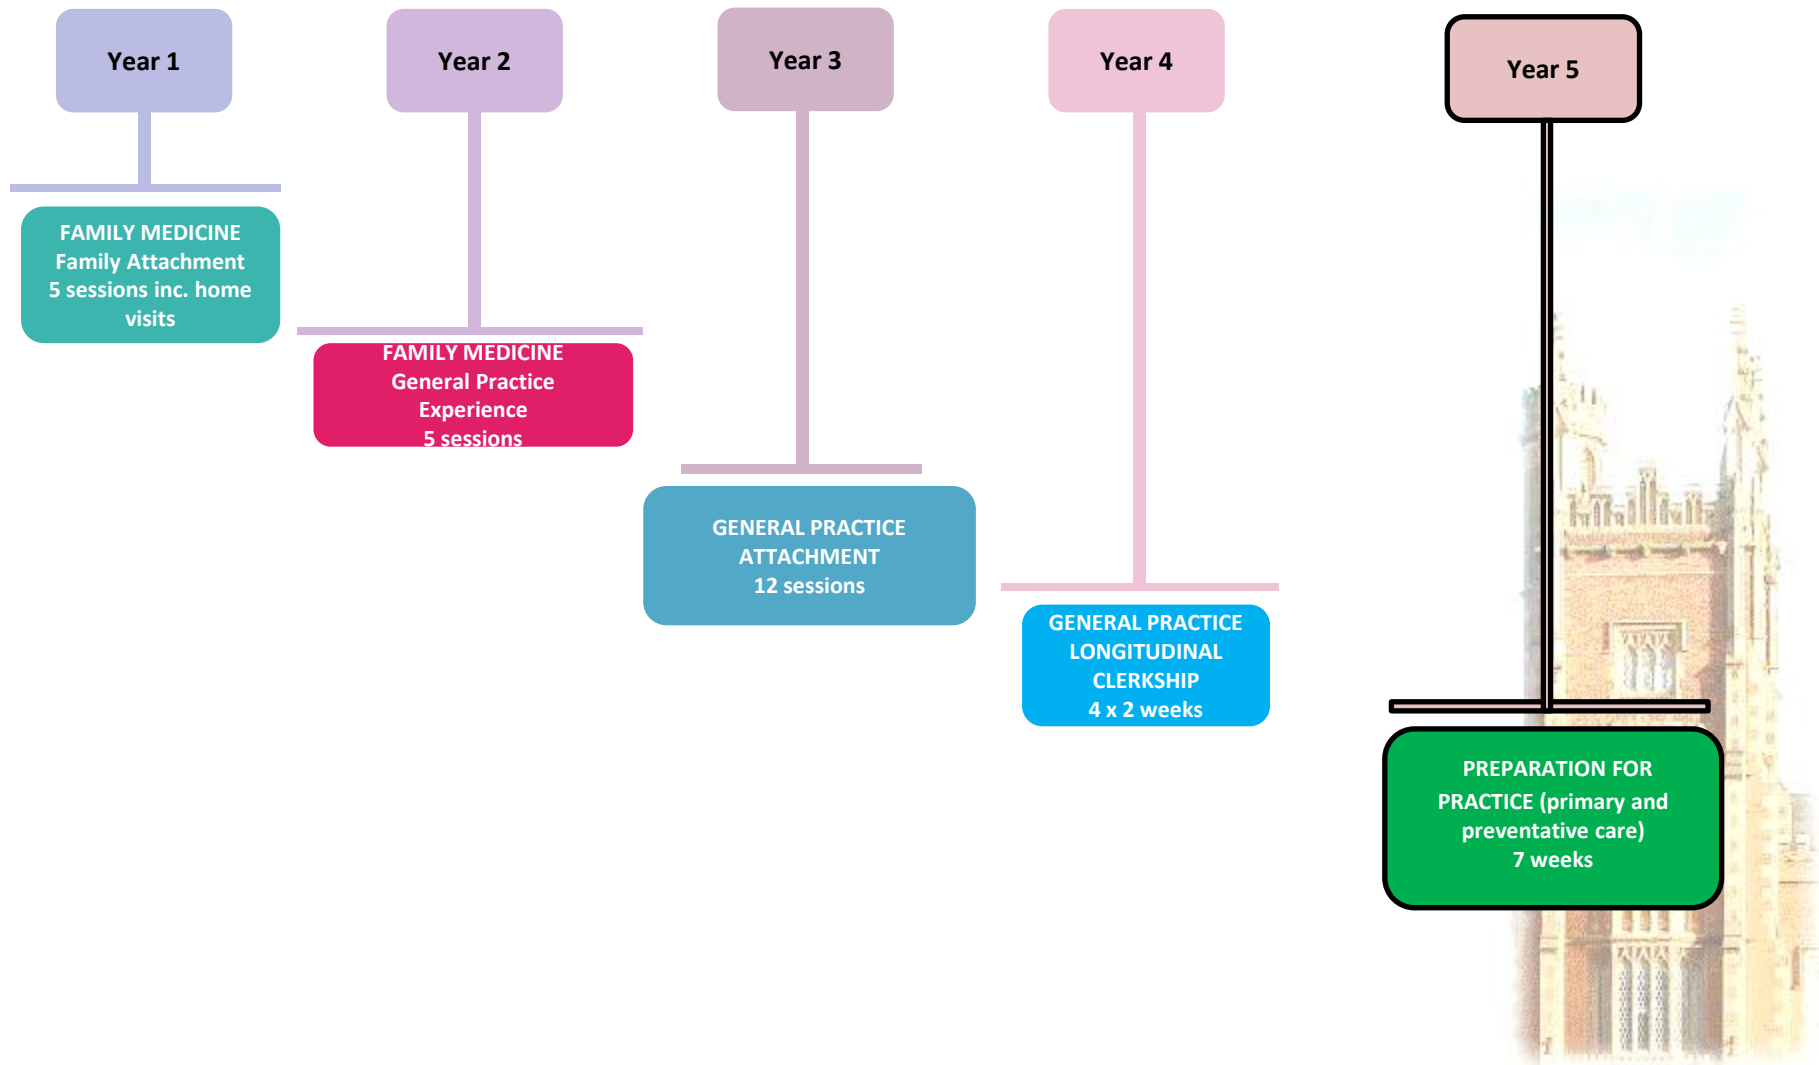 Year 1
Year 2
Year 3
Year 4
Year 5
FAMILY MEDICINE
Family Attachment
5 sessions inc. home
visits
FAMILY MEDICINE
General Practice
Experience
5 sessions
GENERAL PRACTICE
ATTACHMENT
12 sessions
GENERAL PRACTICE
LONGITUDINAL
CLERKSHIP
4 x 2 weeks
PREPARATION FOR
PRACTICE (primary and
preventative care)
7 weeks